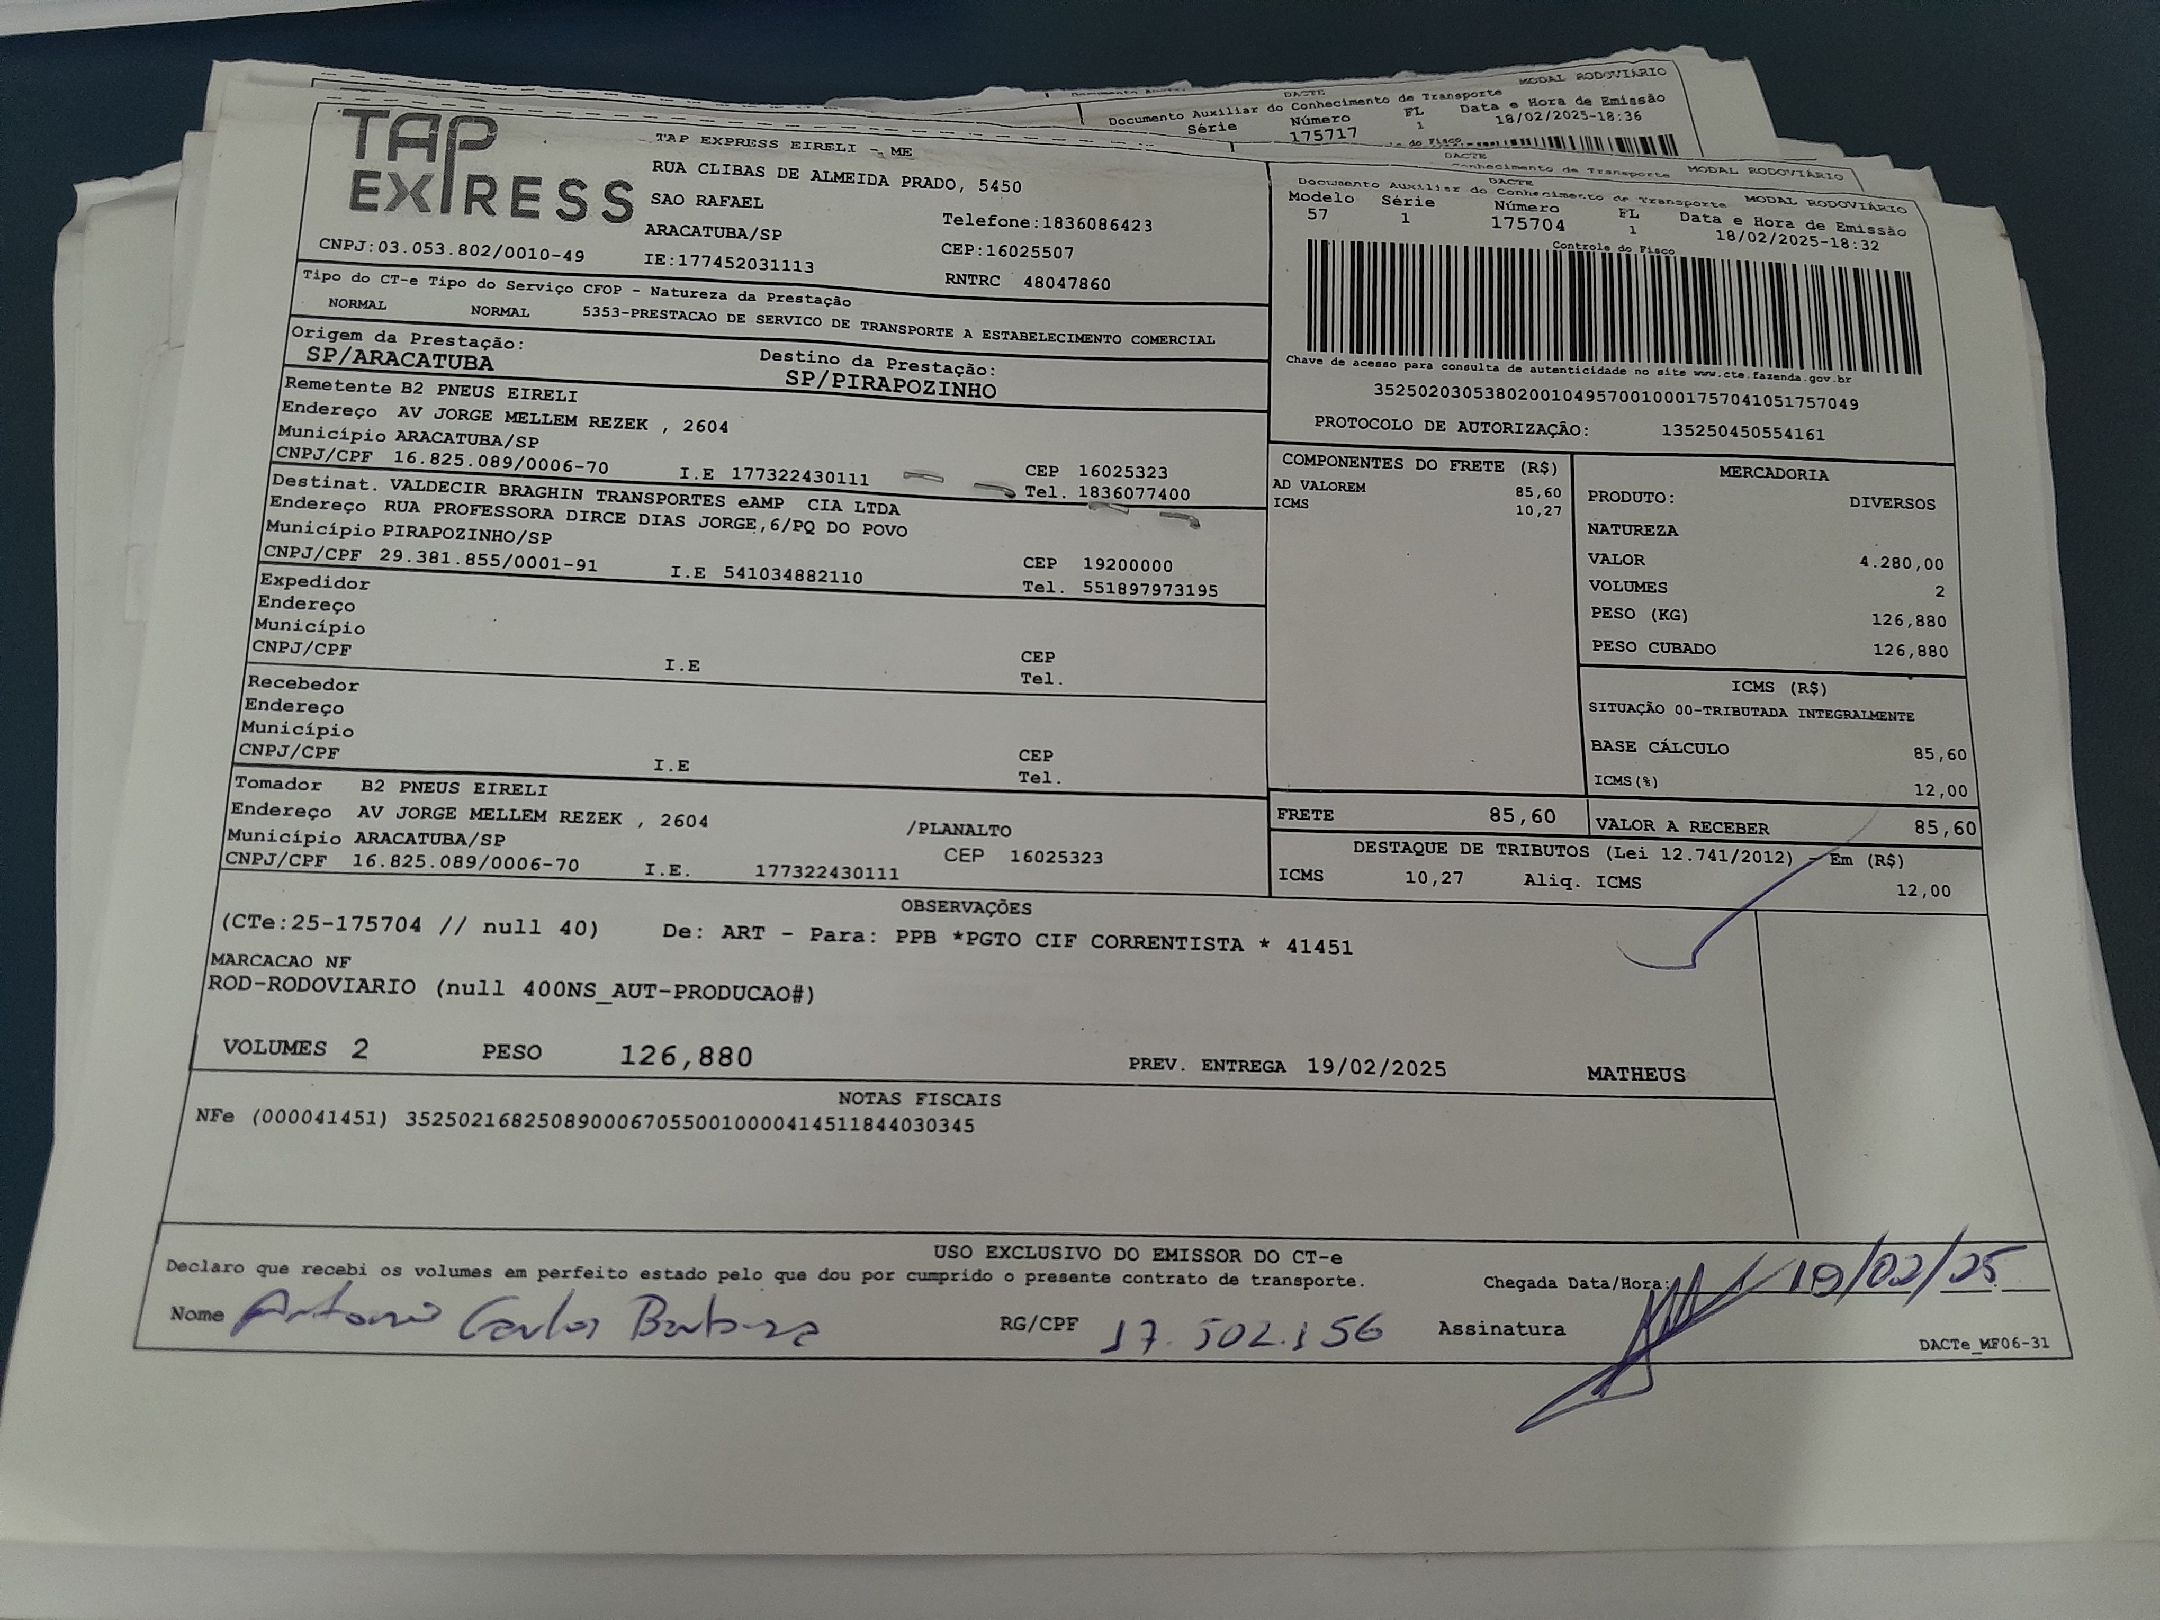 MODAL RODOVIÁRIO
DACTE
Documento Auxiliar do Conhecimento de Transporte
Série Número FL Data e Hora de Emissão
175717 1 18/02/2025-18:36
DACTE
Conhecimento de Transporte MODAL RODOVIÁRIO
TAP EXPRESS
TAP EXPRESS EIRELI - ME
RUA CLIBAS DE ALMEIDA PRADO, 5450
SAO RAFAEL
ARACATUBA/SP
Telefone:1836086423
CEP:16025507
CNPJ:03.053.802/0010-49 IE:177452031113 RNTRC 48047860
DACTE
Documento Auxiliar do Conhecimento de Transporte MODAL RODOVIÁRIO
Modelo Série Número FL Data e Hora de Emissão
57 1 175704 1 18/02/2025-18:32
Controle do Fisco
Chave de acesso para consulta de autenticidade no site www.cte.fazenda.gov.br
35250203053802001049570010001757041051757049
PROTOCOLO DE AUTORIZAÇÃO: 135250450554161
Tipo do CT-e Tipo do Serviço CFOP - Natureza da Prestação
NORMAL NORMAL 5353-PRESTACAO DE SERVICO DE TRANSPORTE A ESTABELECIMENTO COMERCIAL
Origem da Prestação: Destino da Prestação:
SP/ARACATUBA SP/PIRAPOZINHO
Remetente B2 PNEUS EIRELI
Endereço AV JORGE MELLEM REZEK , 2604
Município ARACATUBA/SP CEP 16025323
CNPJ/CPF 16.825.089/0006-70 I.E 177322430111 Tel. 1836077400
Destinat. VALDECIR BRAGHIN TRANSPORTES eAMP CIA LTDA
Endereço RUA PROFESSORA DIRCE DIAS JORGE,6/PQ DO POVO
Município PIRAPOZINHO/SP CEP 19200000
CNPJ/CPF 29.381.855/0001-91 I.E 541034882110 Tel. 551897973195
Expedidor
Endereço
Município CEP
CNPJ/CPF I.E Tel.
Recebedor
Endereço
Município CEP
CNPJ/CPF I.E Tel.
Tomador B2 PNEUS EIRELI
Endereço AV JORGE MELLEM REZEK , 2604 /PLANALTO
Município ARACATUBA/SP CEP 16025323
CNPJ/CPF 16.825.089/0006-70 I.E. 177322430111
COMPONENTES DO FRETE (R$)
AD VALOREM 85,60
ICMS 10,27
MERCADORIA
PRODUTO: DIVERSOS
NATUREZA
VALOR 4.280,00
VOLUMES 2
PESO (KG) 126,880
PESO CUBADO 126,880
ICMS (R$)
SITUAÇÃO 00-TRIBUTADA INTEGRALMENTE
BASE CÁLCULO 85,60
ICMS(%) 12,00
FRETE 85,60 VALOR A RECEBER 85,60
DESTAQUE DE TRIBUTOS (Lei 12.741/2012) - Em (R$)
ICMS 10,27 Aliq. ICMS 12,00
OBSERVAÇÕES
(CTe:25-175704 // null 40) De: ART - Para: PPB *PGTO CIF CORRENTISTA * 41451
MARCACAO NF
ROD-RODOVIARIO (null 400NS_AUT-PRODUCAO#)
VOLUMES 2 PESO 126,880 PREV. ENTREGA 19/02/2025 MATHEUS
NOTAS FISCAIS
NFe (000041451) 35250216825089000670550010000414511844030345
USO EXCLUSIVO DO EMISSOR DO CT-e
Declaro que recebi os volumes em perfeito estado pelo que dou por cumprido o presente contrato de transporte. Chegada Data/Hora: 19/02/25
Nome Antonio Carlos Barbosa RG/CPF 17.502.156 Assinatura
DACTe_MF06-31